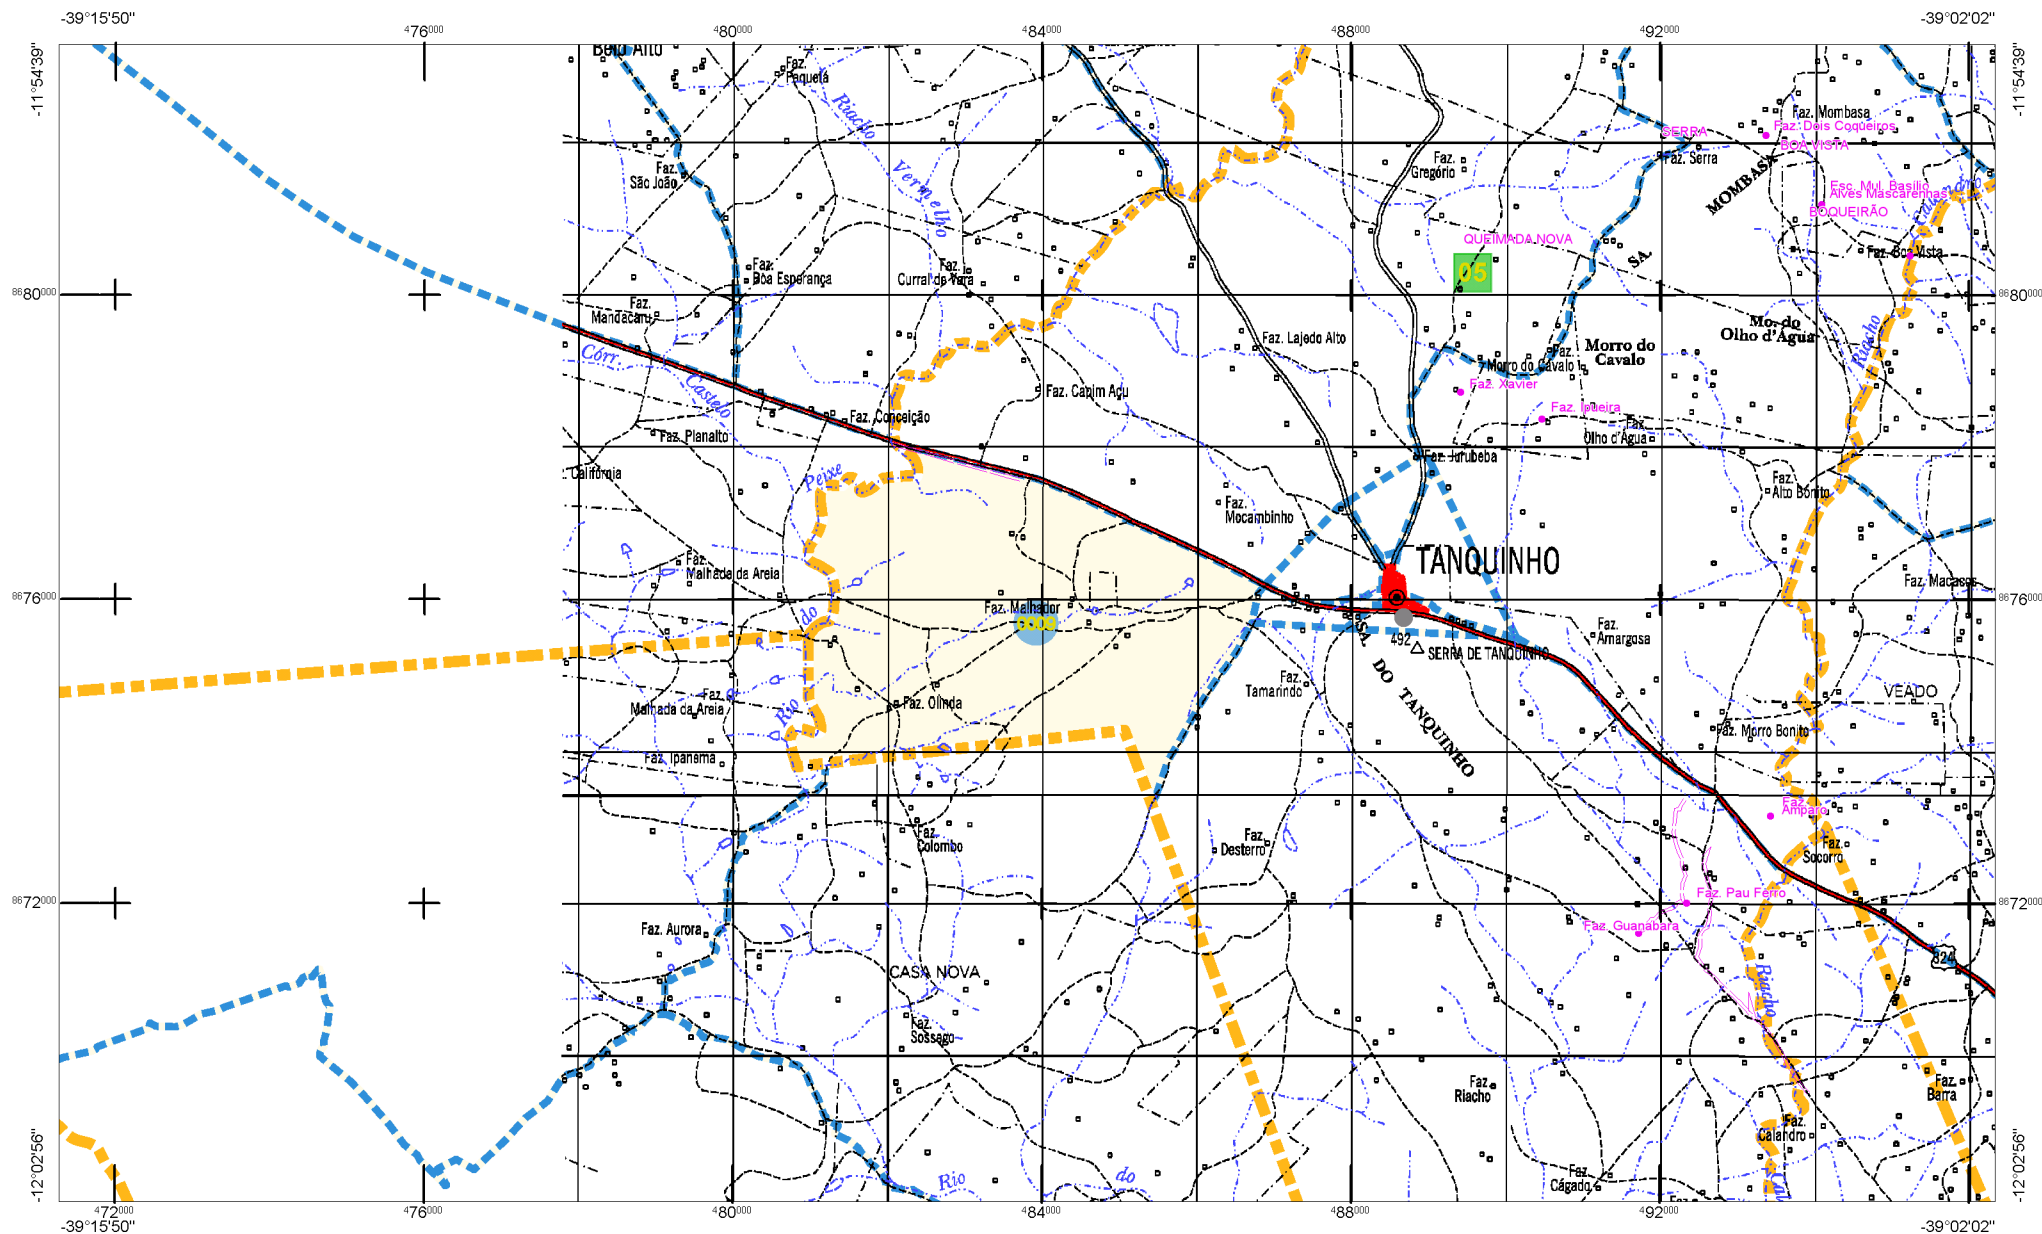 -39°15'50"
-39°02'02"
476000
480000
484000
488000
492000
-11°54'39"
-11°54'39"
Belo Alto
Faz.
Paquetá
Riacho
Vermelho
Faz. Mombasa
Faz. Dois Coqueiros
SERRA
BOA VISTA
Faz. Serra
MOMBASA
Faz.
Gregório
Faz.
São João
Esc. Mul. Basilio
Alves Mascarenhas
BOQUEIRÃO
QUEIMADA NOVA
SA.
Faz. Boa Vista
Faz.
Boa Esperança
Faz.
Curral de Vara
05
8680000
8680000
Faz.
Mandacaru
Mo. do
Olho d'Água
Riacho
Faz. Lajedo Alto
Morro do
Cavalo
Faz.
Morro do Cavalo
Córr.
Castelo
Faz. Capim Açu
Faz. Xavier
Faz. Ipueira
Faz. Conceição
Faz.
Olho d'Água
Faz. Planalto
Faz. Jurubeba
Califórnia
Peixe
Faz.
Alto Bonito
Faz.
Mocambinho
TANQUINHO
Faz.
Malhada da Areia
Faz. Macacos
8676000
8676000
Faz. Malhador
0009
do
Faz.
Amargosa
492
SERRA DE TANQUINHO
SA. DO TANQUINHO
Faz.
Tamarindo
Faz.
Malhada da Areia
Rio
Faz. Olinda
VEADO
Faz. Morro Bonito
Faz. Ipanema
Faz.
Amparo
Faz.
Colombo
Faz.
Desterro
Faz.
Socorro
Faz. Pau Ferro
8672000
8672000
Faz. Guanabara
Faz. Aurora
CASA NOVA
324
Riacho
Faz.
Sossego
Faz.
Riacho
Faz.
Barra
Faz.
Calandro
Faz.
Cágado
Rio
do
-12°02'56"
-12°02'56"
472000
476000
480000
484000
488000
492000
-39°15'50"
-39°02'02"